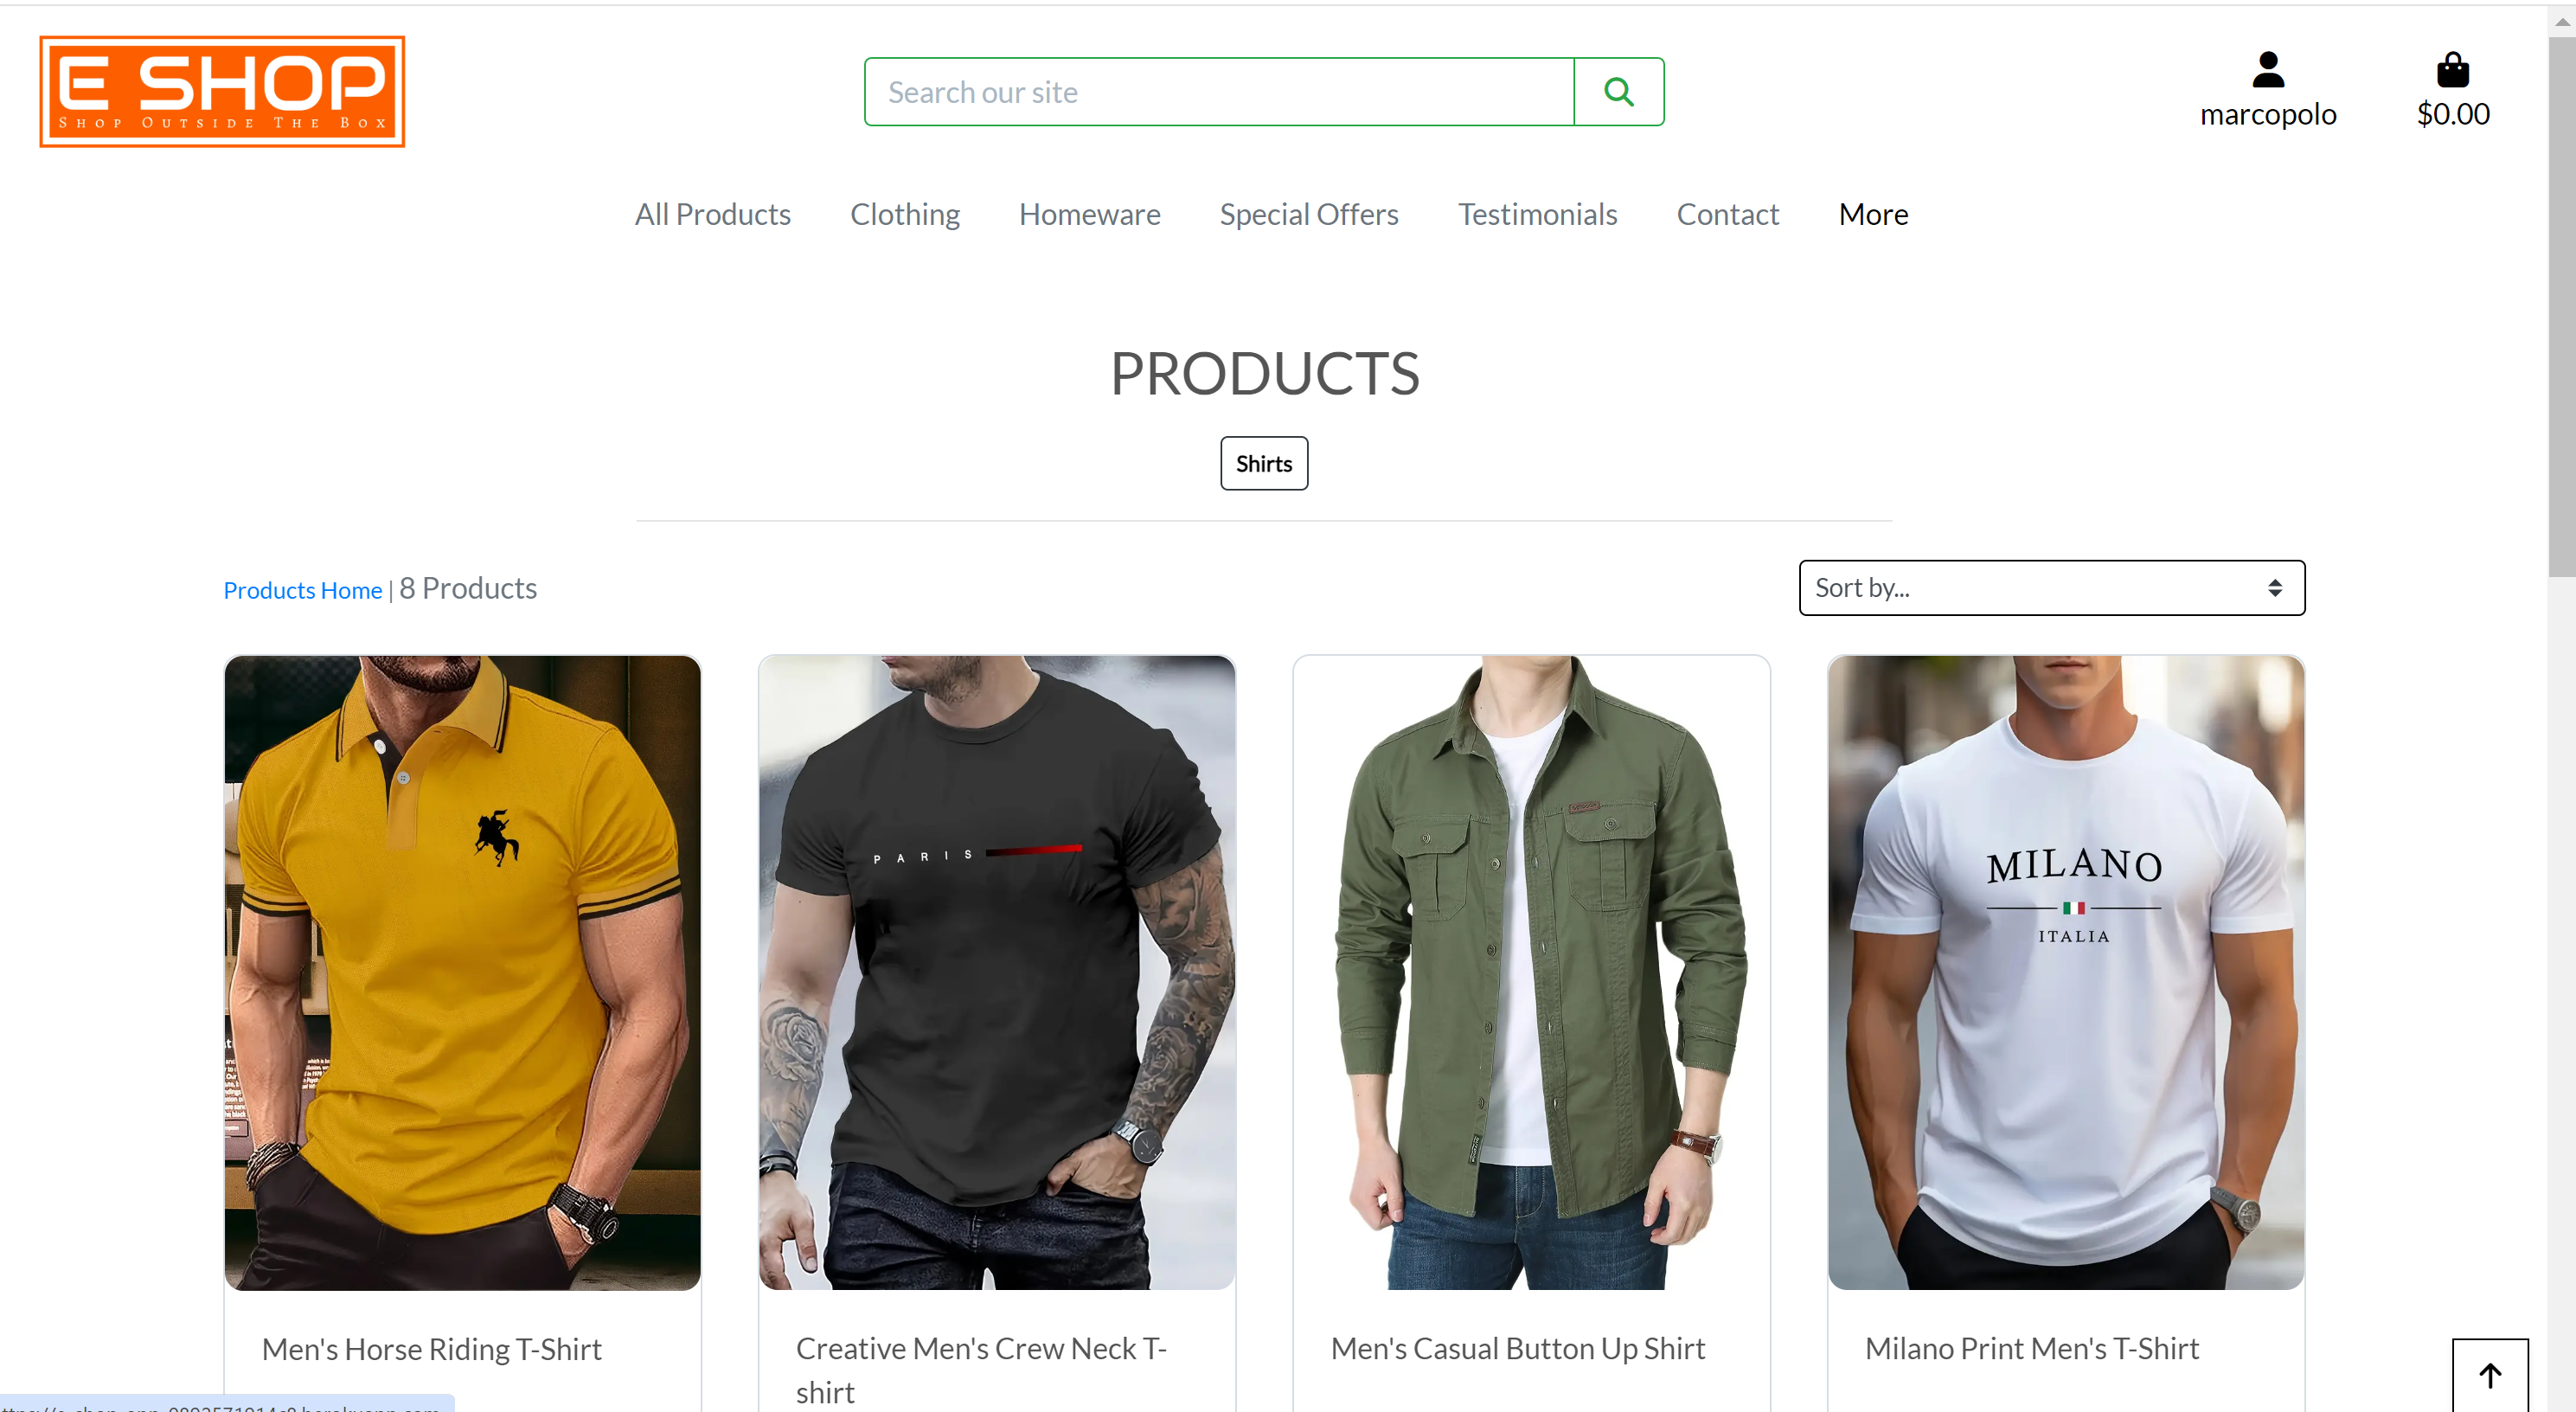 E SHOP
Shop Outside The Box
Search our site
marcopolo
$0.00
All Products
Clothing
Homeware
Special Offers
Testimonials
Contact
More
PRODUCTS
Shirts
Products Home | 8 Products
Sort by...
PARIS
MILANO
ITALIA
Men's Horse Riding T-Shirt
Creative Men's Crew Neck T-
shirt
Men's Casual Button Up Shirt
Milano Print Men's T-Shirt